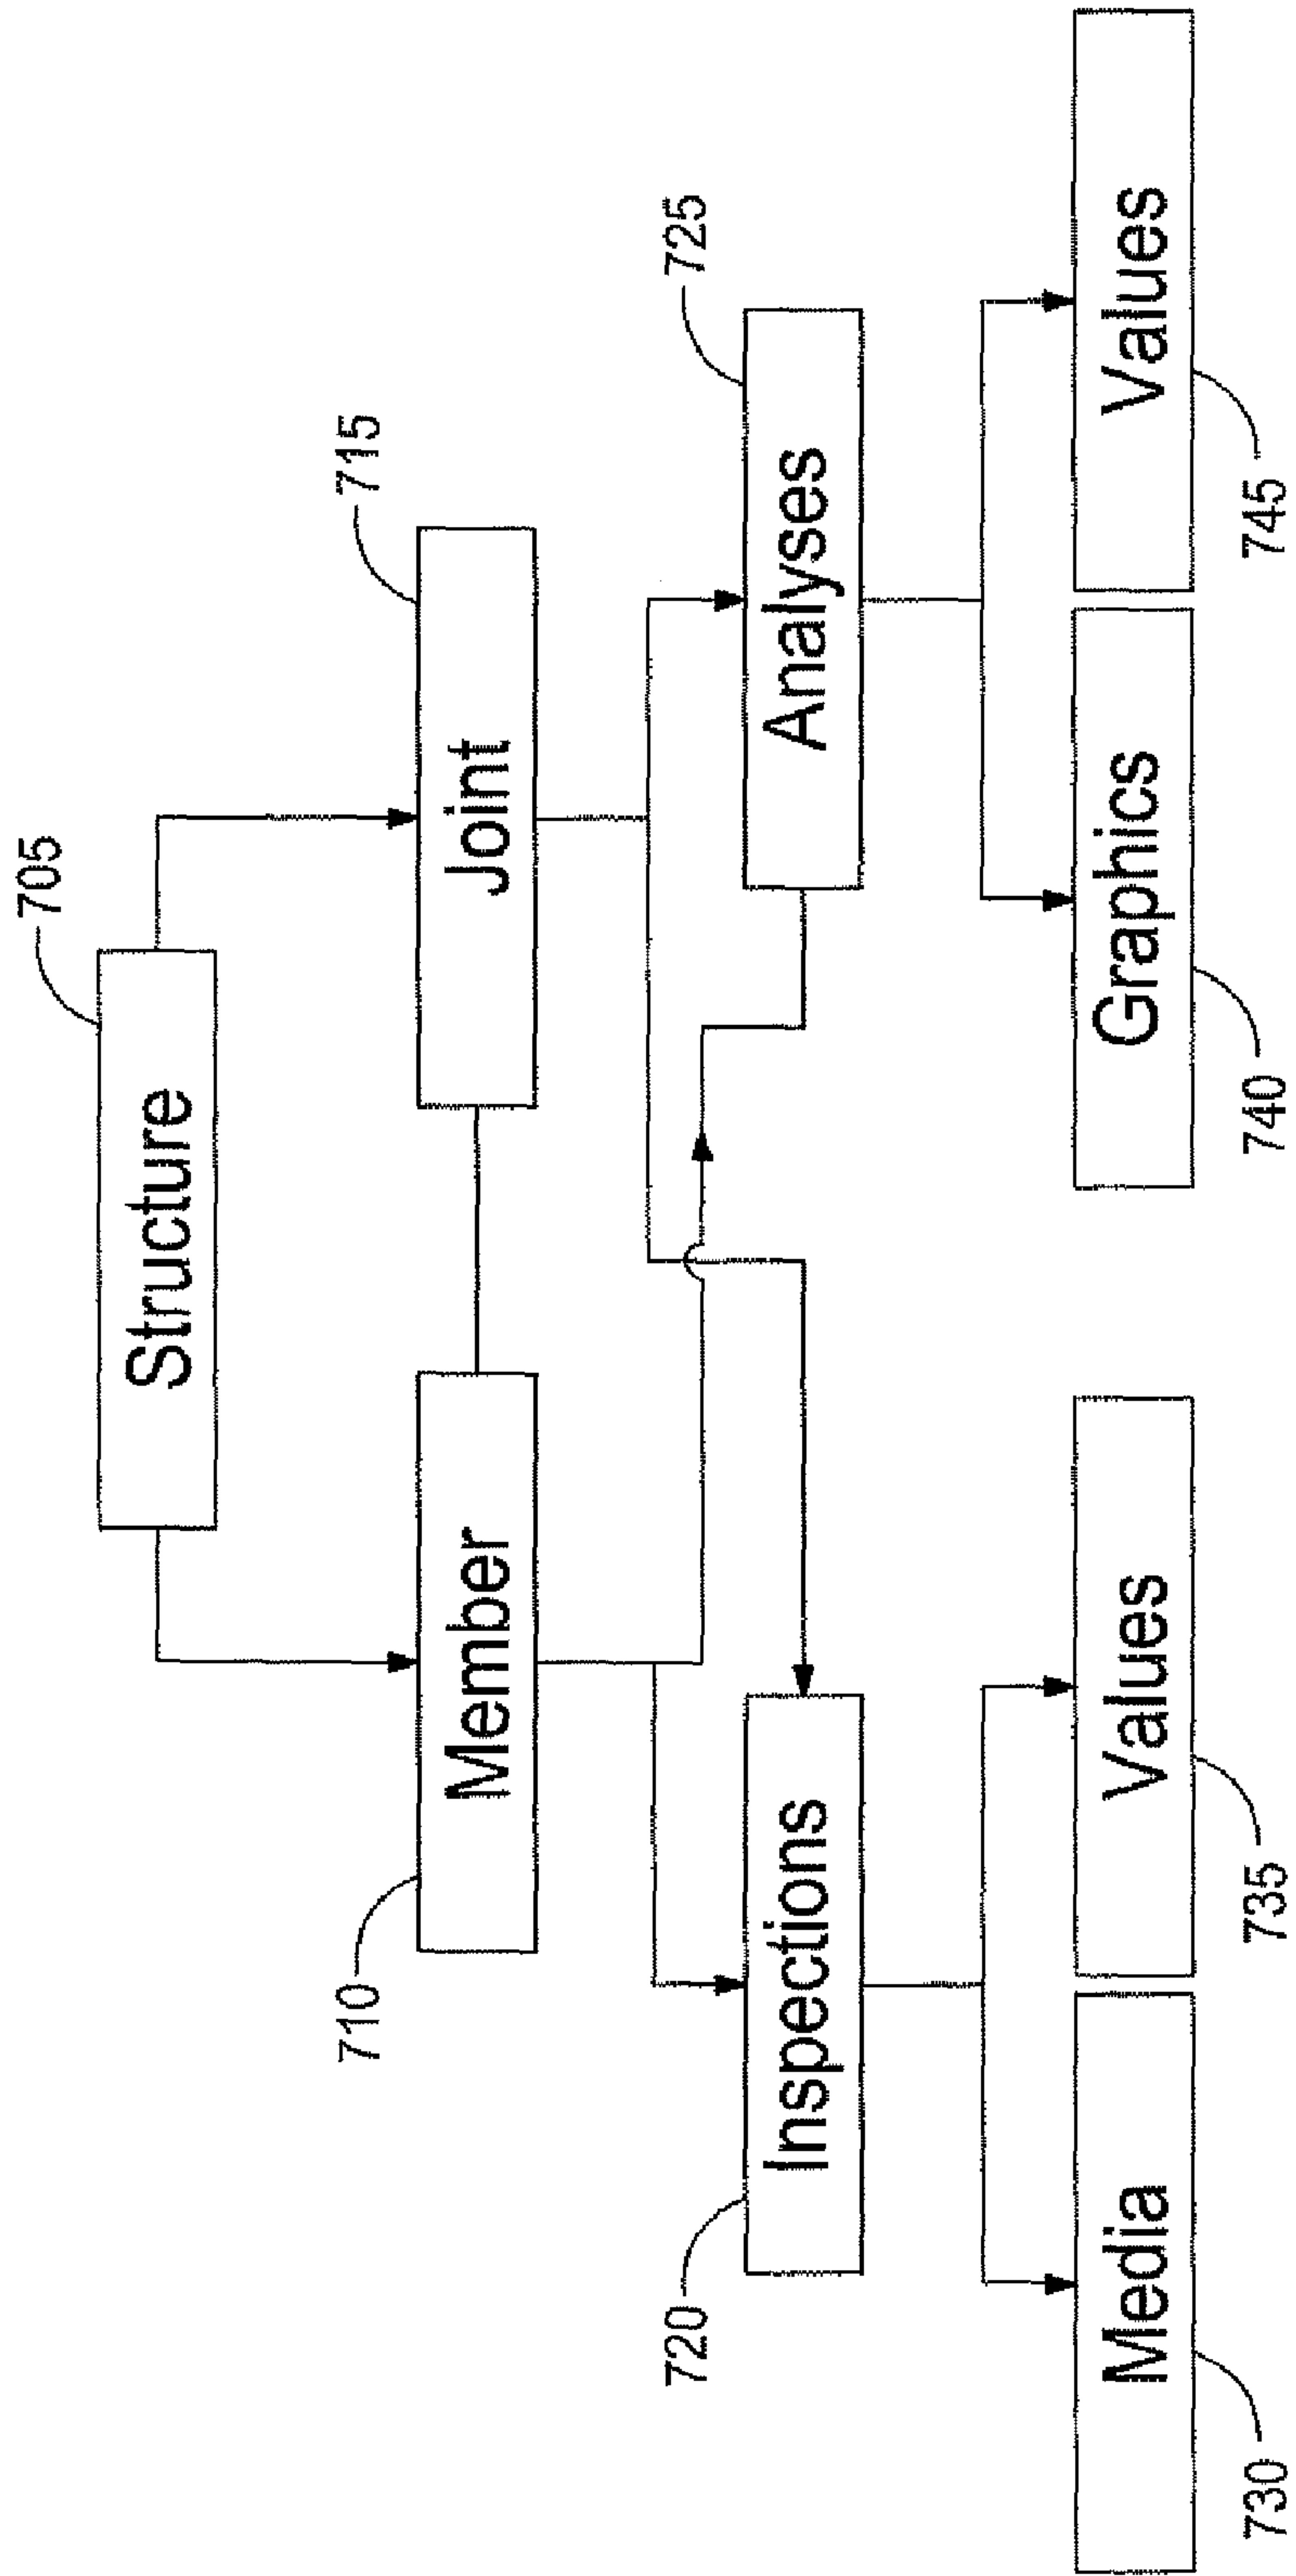 Structure
705
Member
710
Joint
715
Inspections
720
Analyses
725
Media
730
Values
735
Graphics
740
Values
745